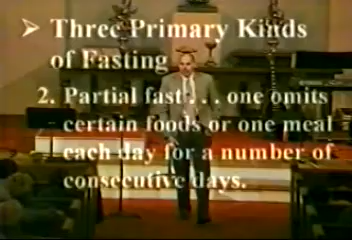 ➤ Three Primary Kinds
of Fasting
2. Partial fast . . . one omits
certain foods or one meal
each day for a number of
consecutive days.